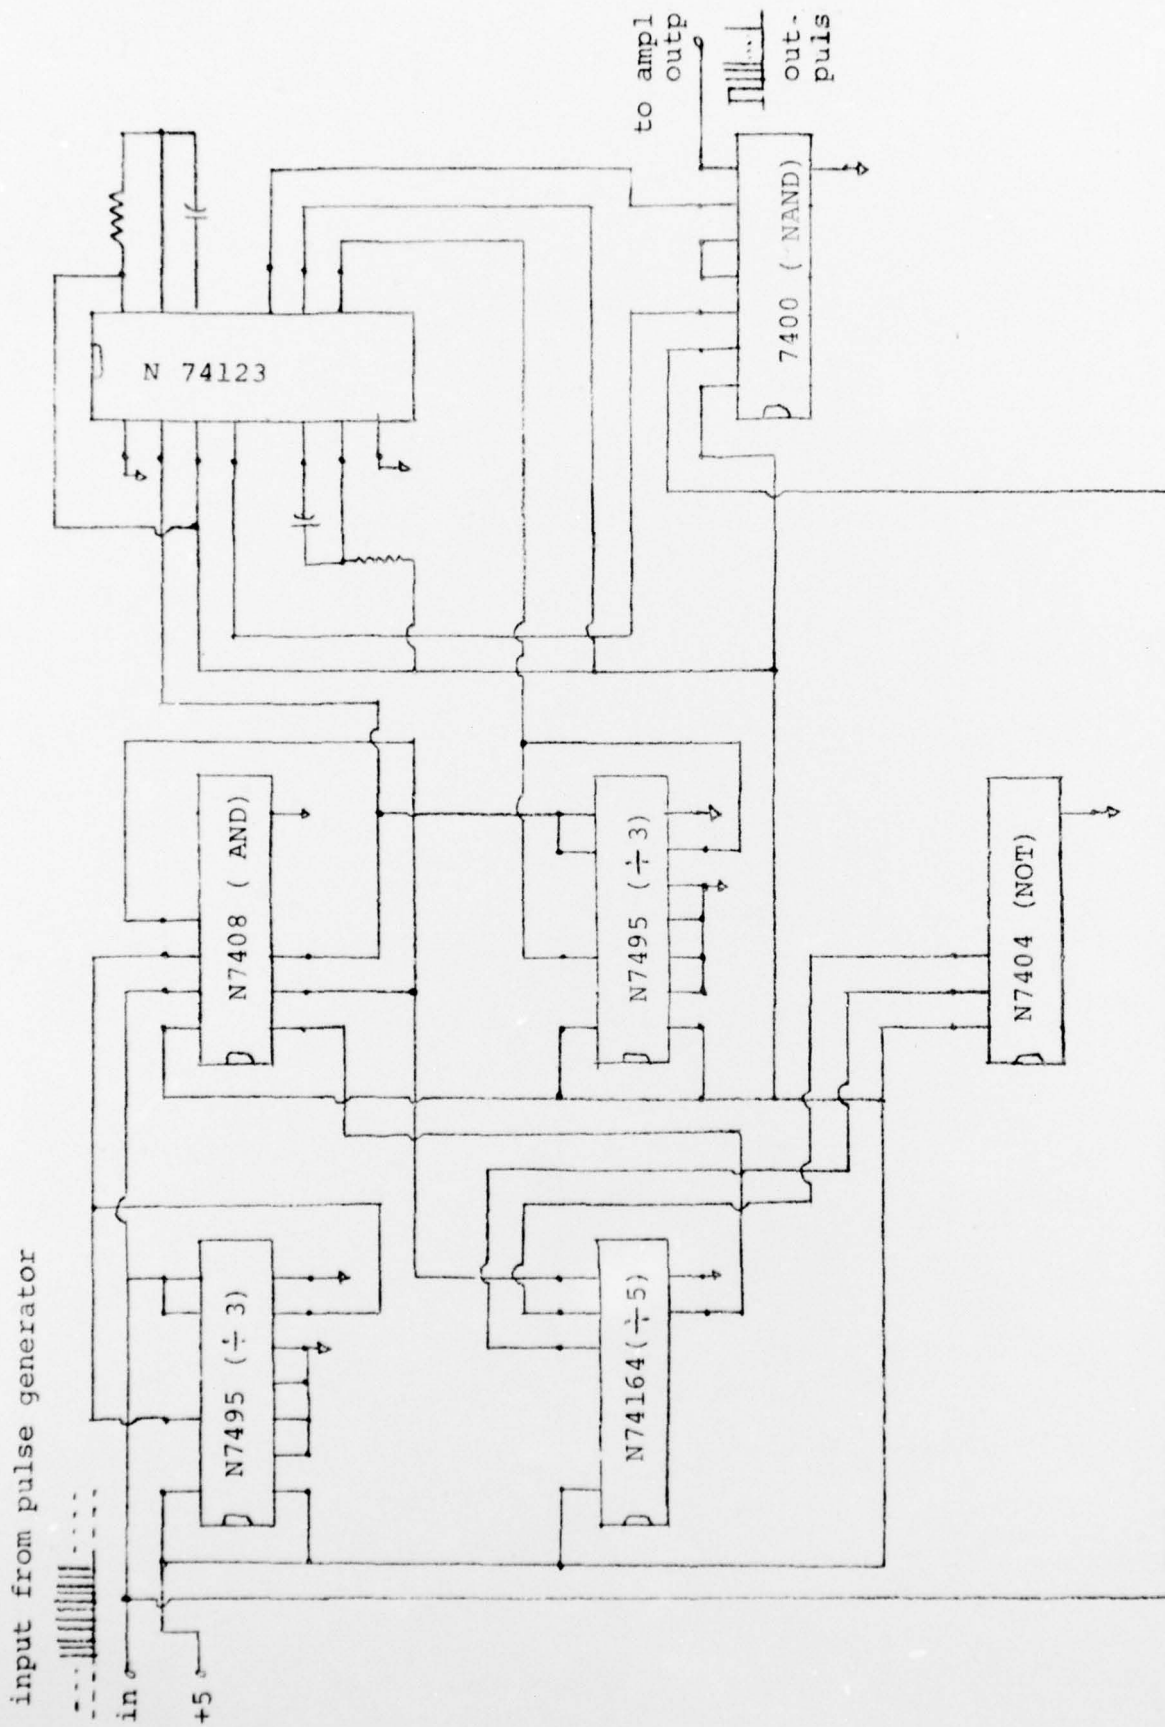 input from pulse generator
in
+5
N7495 (÷ 3)
N7408 ( AND)
N 74123
to ampl
outp
out-
puls
N74164(÷5)
N7495 (÷3)
7400 ( NAND)
N7404 (NOT)